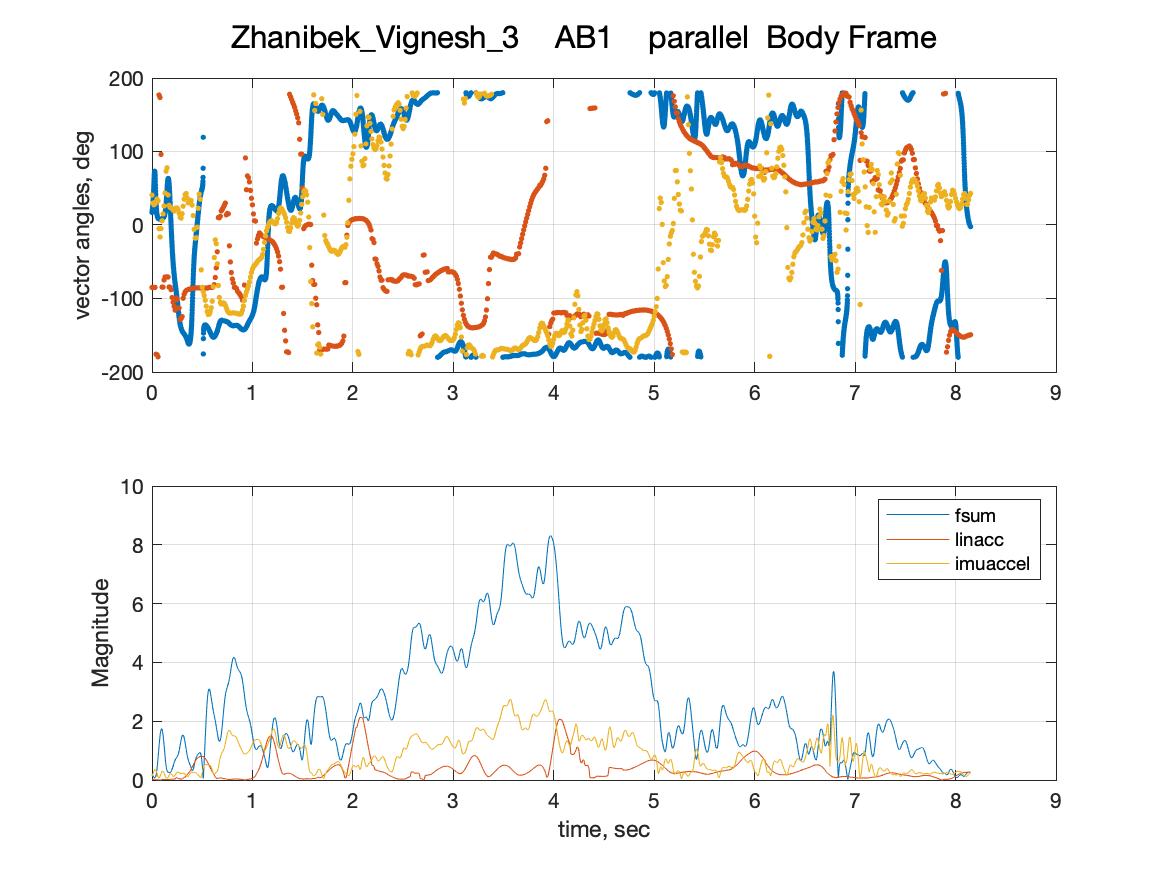 Zhanibek_Vignesh_3 AB1 parallel Body Frame
200
100
0
-100
-200
vector angles, deg
0 1 2 3 4 5 6 7 8 9
10
8
6
4
2
0
Magnitude
fsum
linacc
imuaccel
0 1 2 3 4 5 6 7 8 9
time, sec